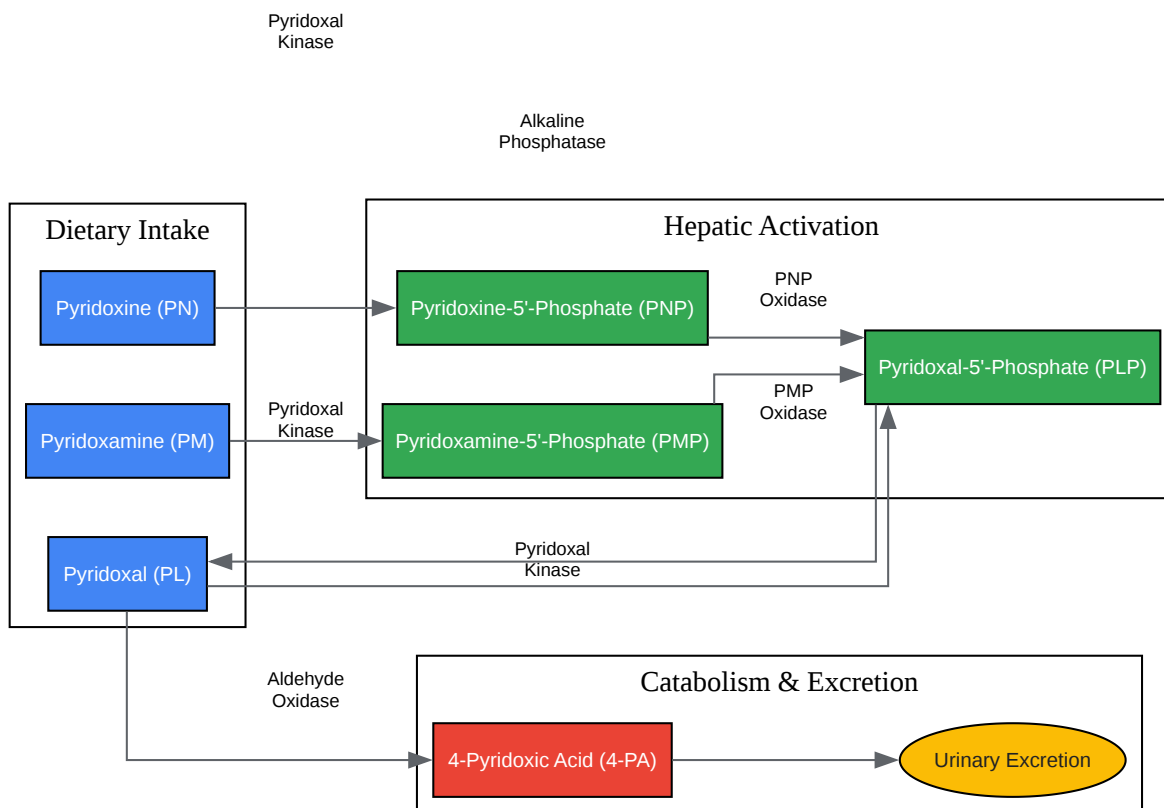 Pyridoxal
Kinase
Alkaline
Phosphatase
Dietary Intake
Hepatic Activation
Pyridoxine (PN)
Pyridoxine-5'-Phosphate (PNP)
PNP
Oxidase
Pyridoxal-5'-Phosphate (PLP)
PMP
Oxidase
Pyridoxamine (PM)
Pyridoxal
Kinase
Pyridoxamine-5'-Phosphate (PMP)
Pyridoxal (PL)
Pyridoxal
Kinase
Aldehyde
Oxidase
Catabolism & Excretion
4-Pyridoxic Acid (4-PA)
Urinary Excretion